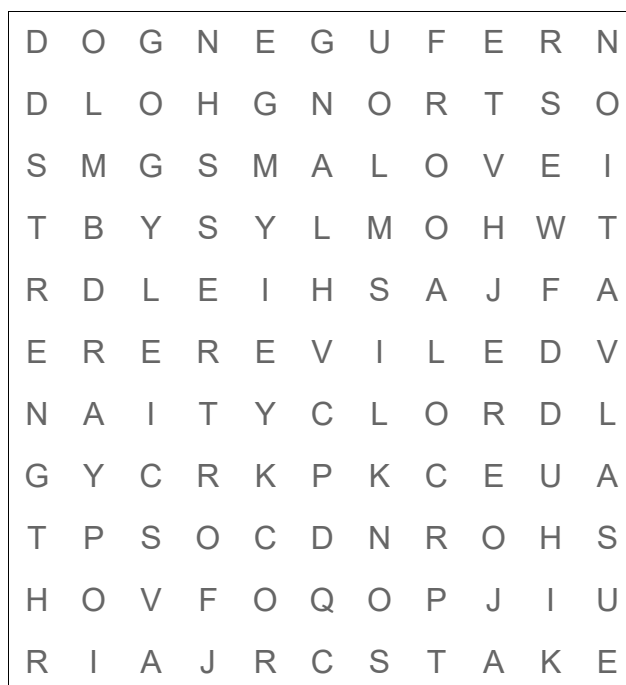 D O G N E G U F E R N
D L O H G N O R T S O
S M G S M A L O V E I
T B Y S Y L M O H W T
R D L E I H S A J F A
E R E R E V I L E D V
N A I T Y C L O R D L
G Y C R K P K C E U A
T P S O C D N R O H S
H O V F O Q O P J I U
R I A J R C S T A K E